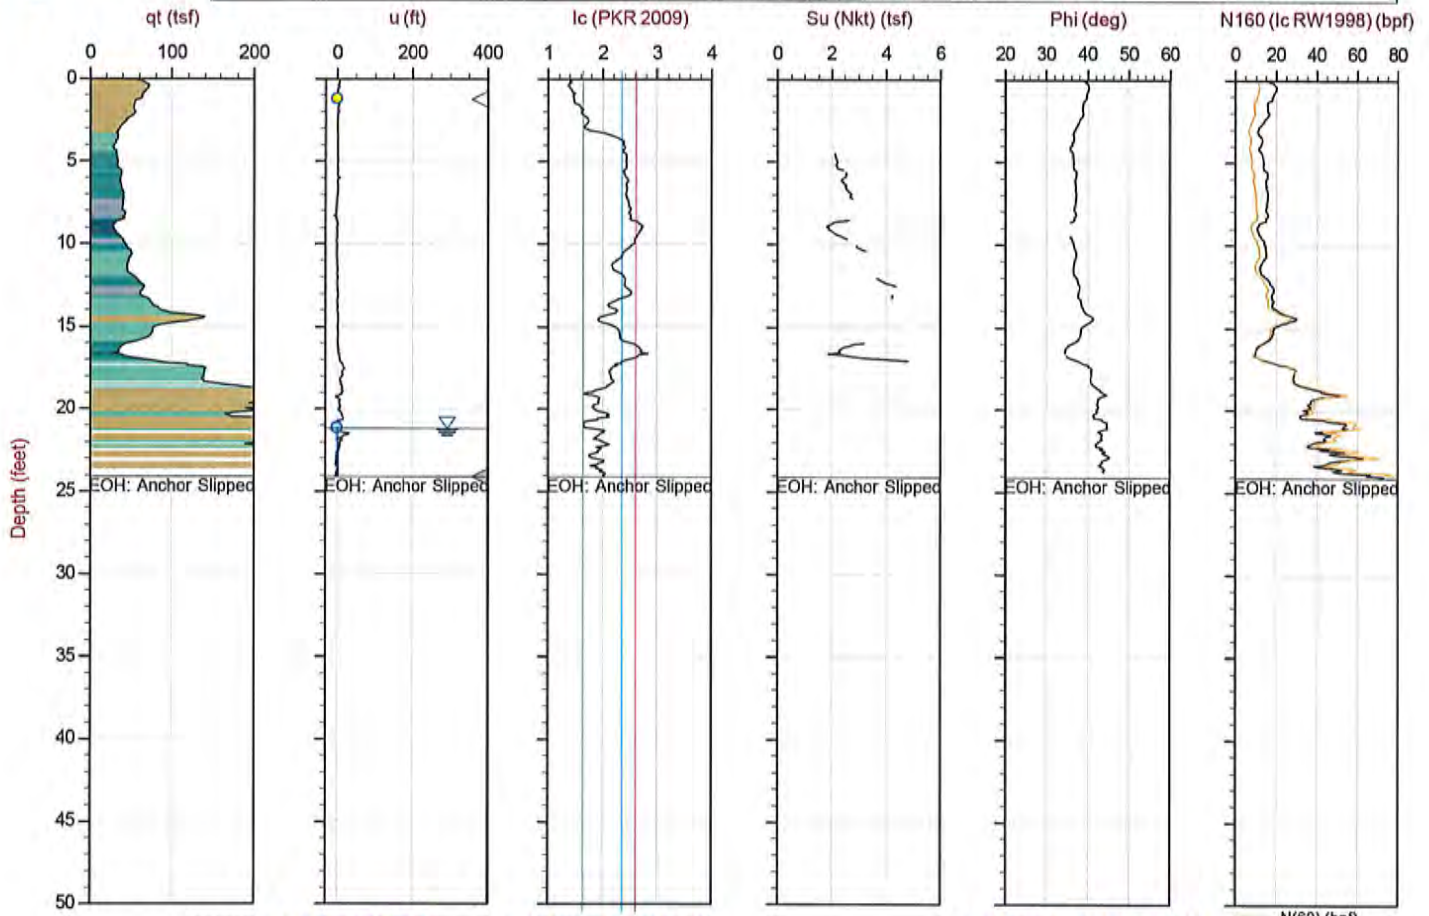 qt (tsf) u (ft) Ic (PKR 2009) Su (Nkt) (tsf) Phi (deg) N160 (Ic RW1998) (bpf)
0 100 200 0 200 400 1 2 3 4 0 2 4 6 20 30 40 50 60 0 20 40 60 80
0
5
10
15
20
25
30
35
40
45
50
Depth (feet)
EOH: Anchor Slipped EOH: Anchor Slipped EOH: Anchor Slipped EOH: Anchor Slipped EOH: Anchor Slipped EOH: Anchor Slipped
N(60) (bpf)